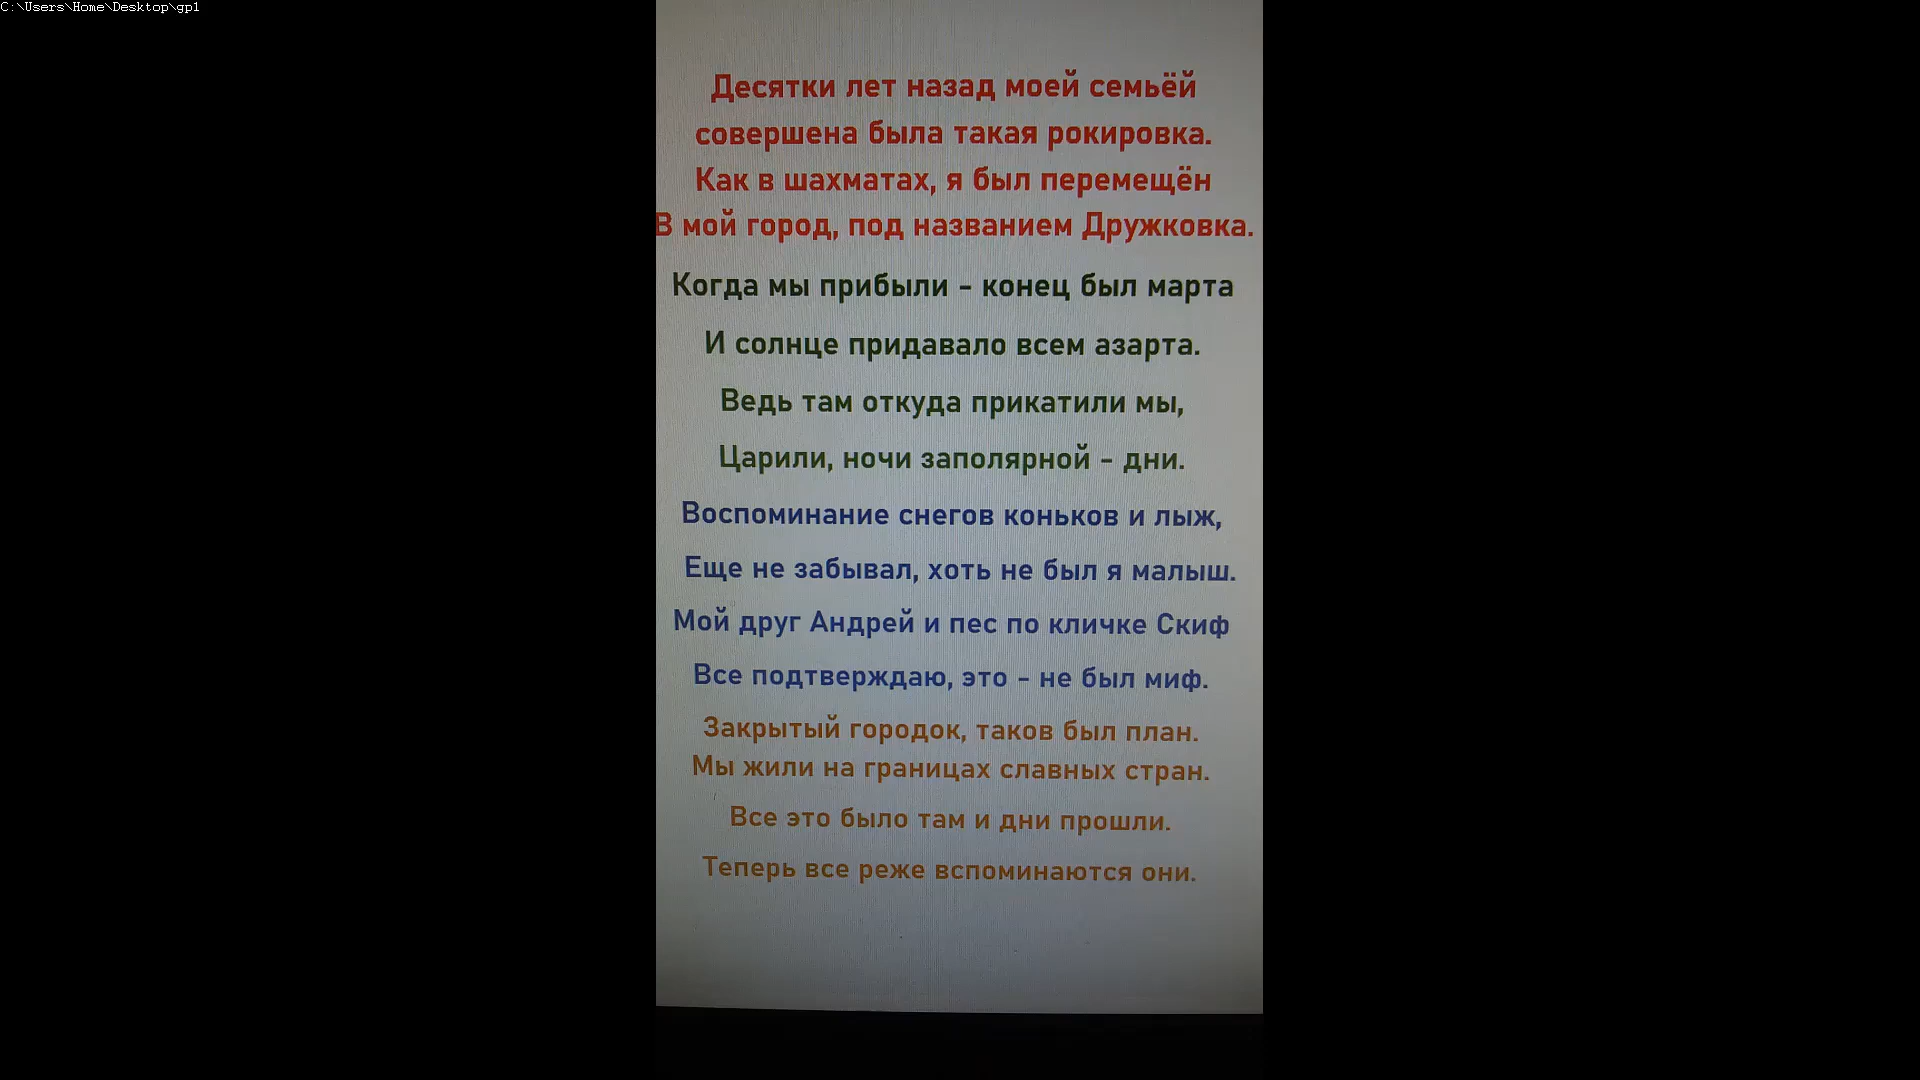 C:\Users\Home\Desktop\gp1
Десятки лет назад моей семьёй
совершена была такая рокировка.
Как в шахматах, я был перемещён
В мой город, под названием Дружковка.
Когда мы прибыли - конец был марта
И солнце придавало всем азарта.
Ведь там откуда прикатили мы,
Царили, ночи заполярной - дни.
Воспоминание снегов коньков и лыж,
Еще не забывал, хоть не был я малыш.
Мой друг Андрей и пес по кличке Скиф
Все подтверждаю, это - не был миф.
Закрытый городок, таков был план.
Мы жили на границах славных стран.
Все это было там и дни прошли.
Теперь все реже вспоминаются они.